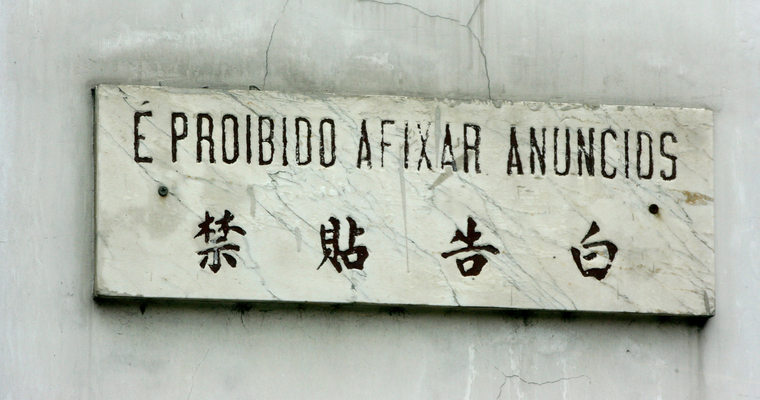 É PROIBIDO AFIXAR ANUNCIOS
禁貼告白